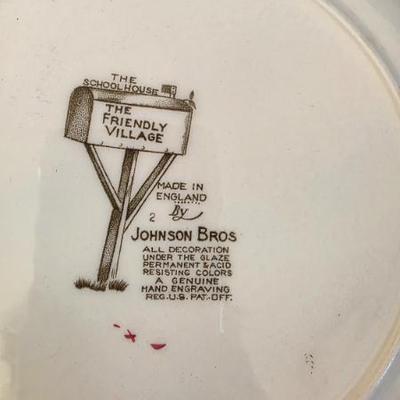 THE
SCHOOLHOUSE
THE
FRIENDLY
VILLAGE
MADE IN
ENGLAND
2 By
JOHNSON BROS
ALL DECORATION
UNDER THE GLAZE
PERMANENT & ACID
RESISTING COLORS
A GENUINE
HAND ENGRAVING
REG. U.S. PAT. OFF.